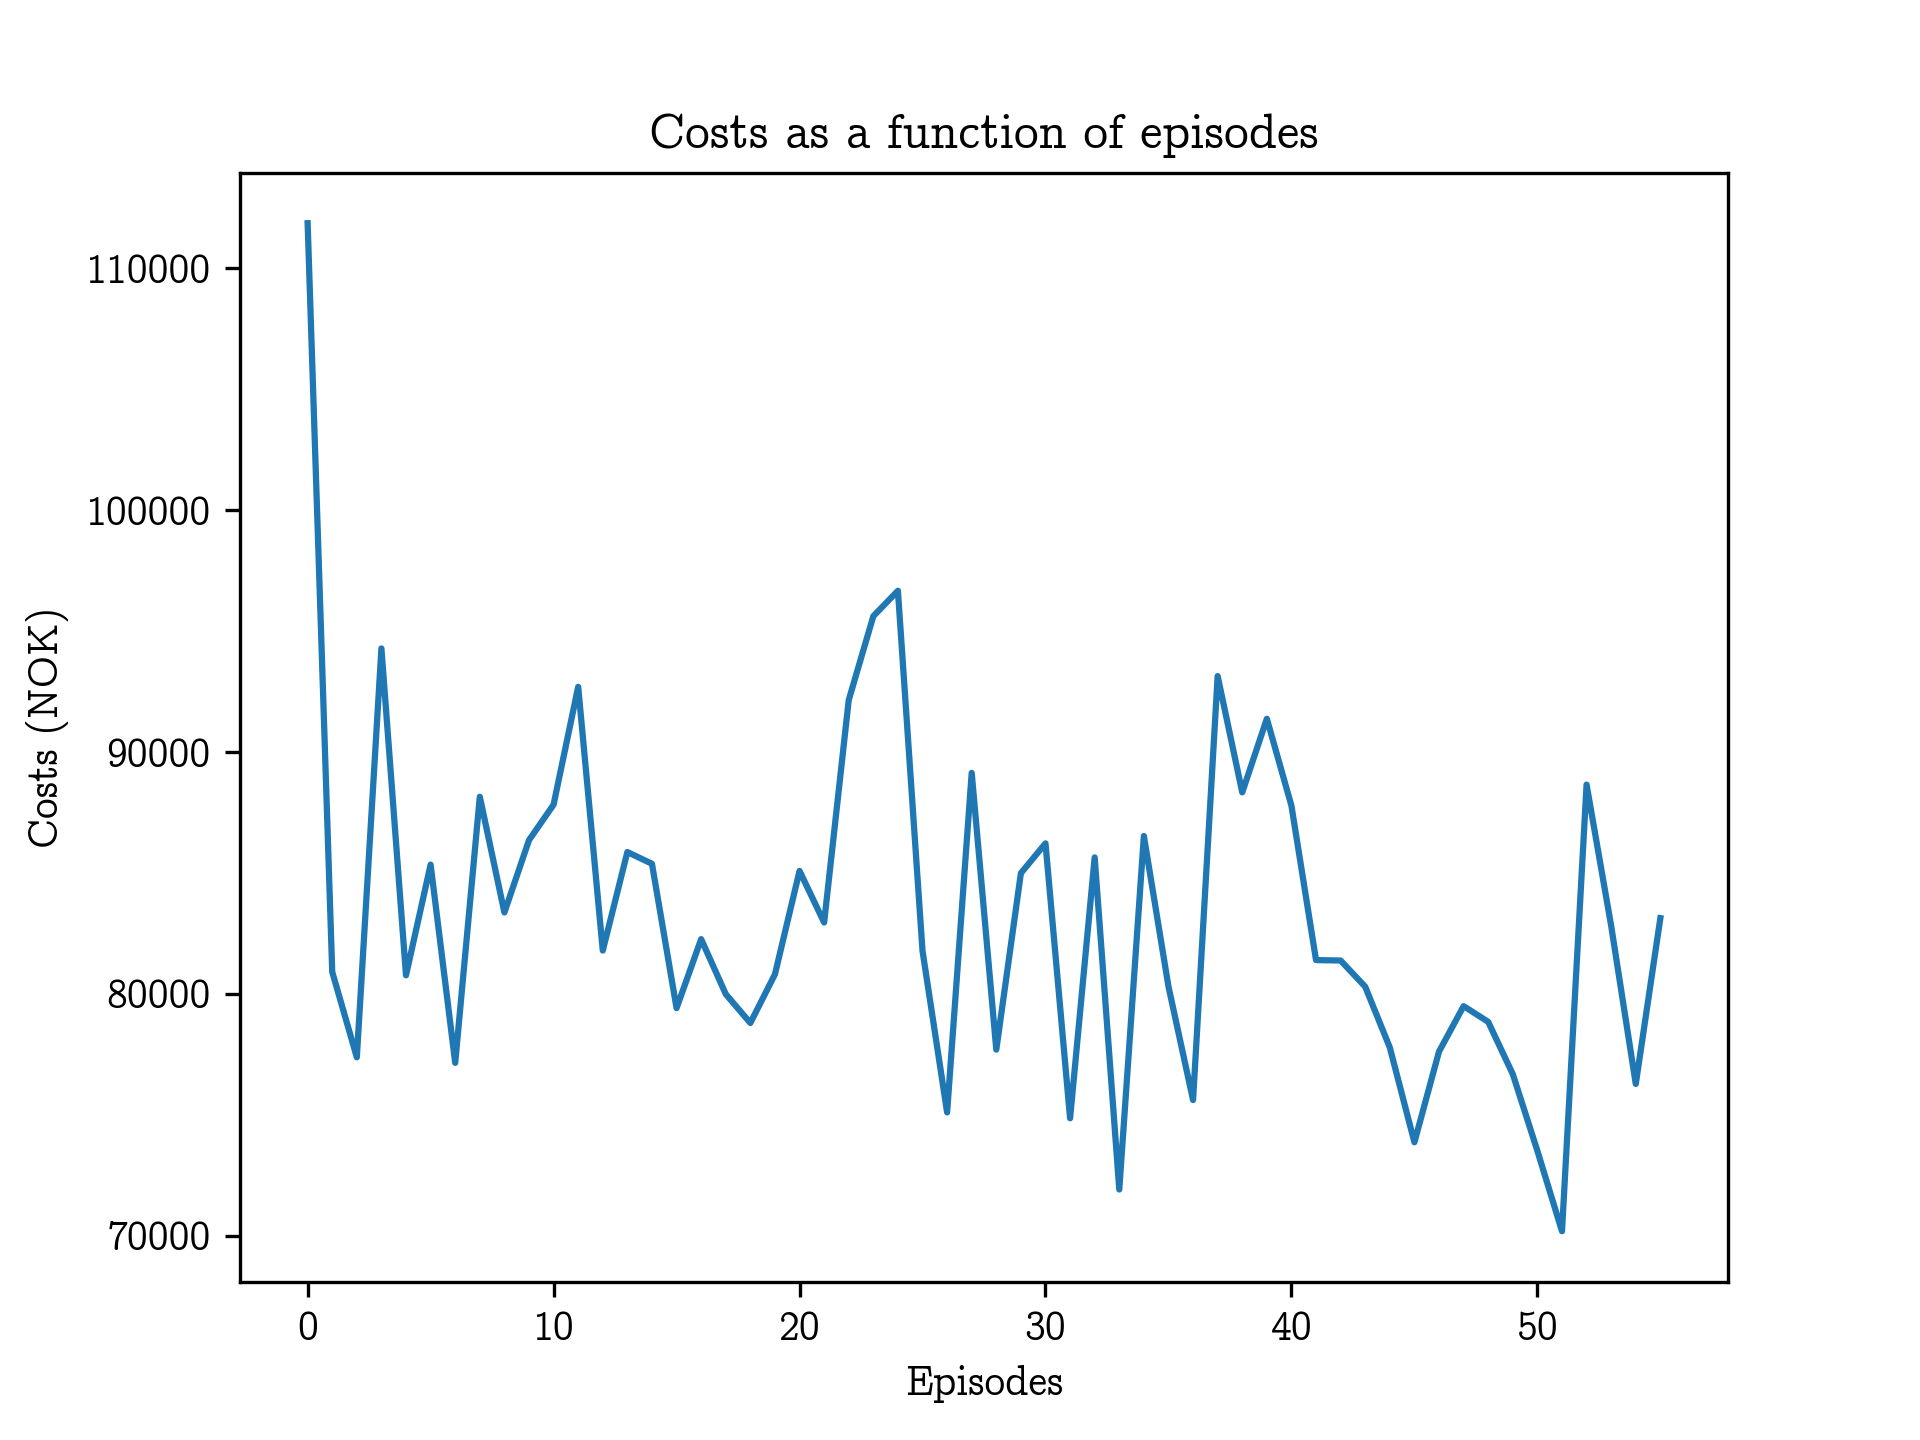 Costs as a function of episodes
Costs (NOK)
110000
100000
90000
80000
70000
0 10 20 30 40 50
Episodes